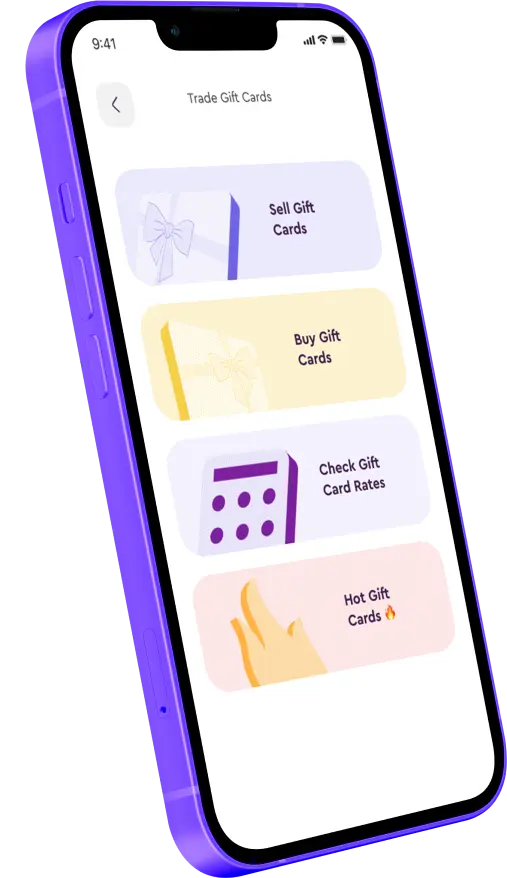 9:41
Trade Gift Cards
Sell Gift
Cards
Buy Gift
Cards
Check Gift
Card Rates
Hot Gift
Cards 🔥